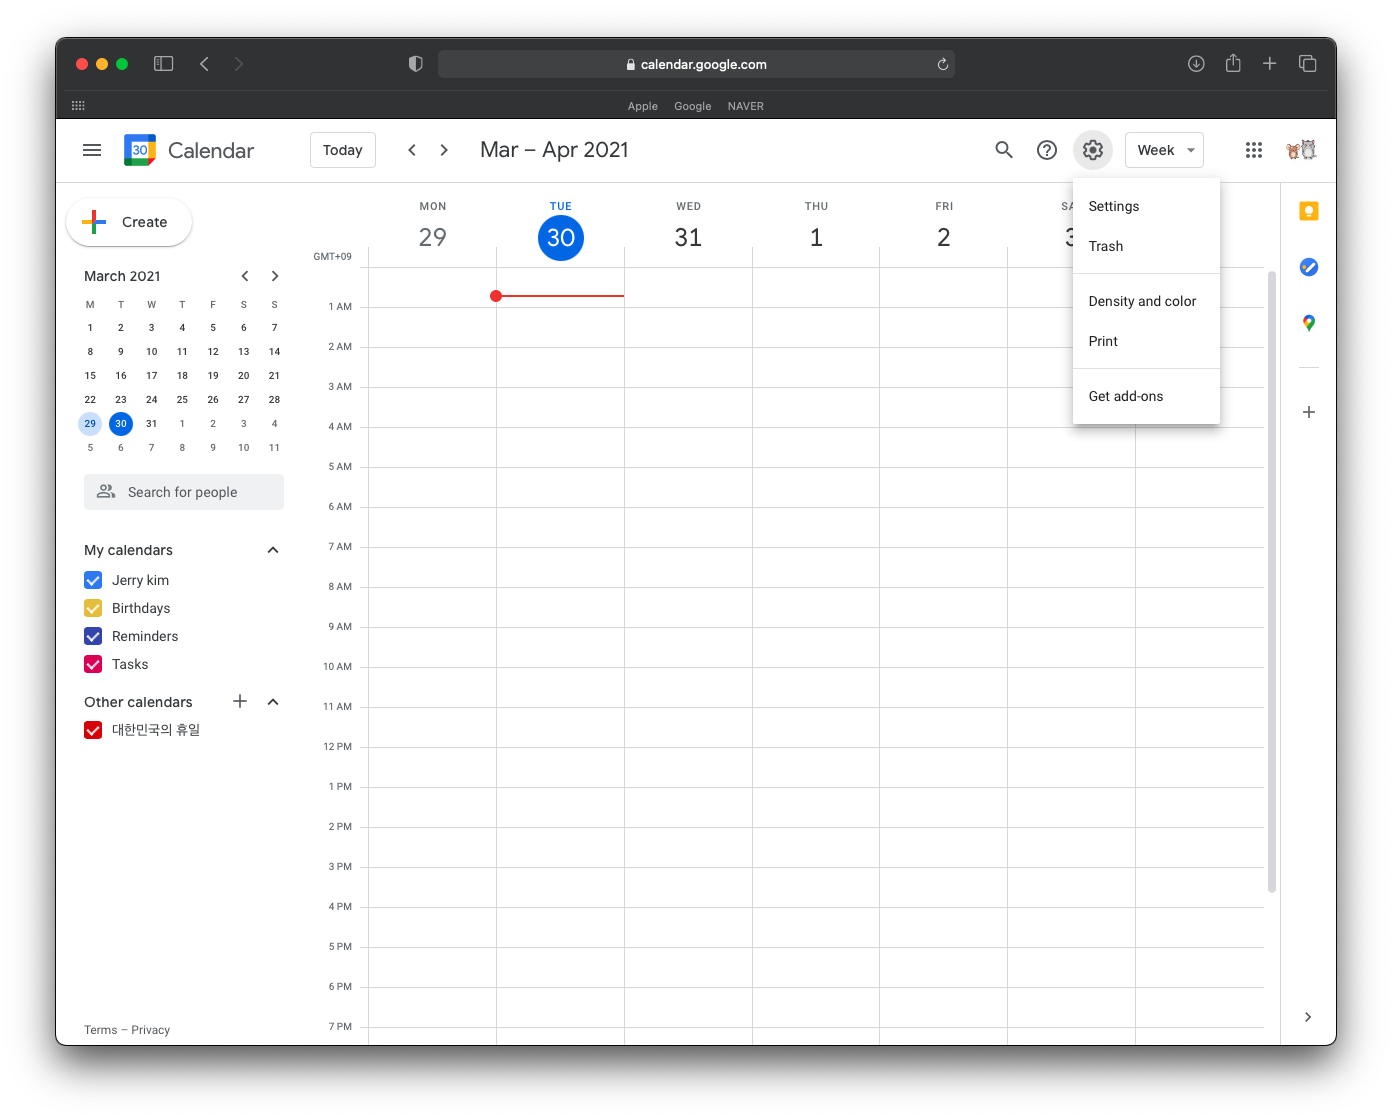 calendar.google.com
Apple Google NAVER
30 Calendar Today Mar – Apr 2021 Week
Create
March 2021
M T W T F S S
1 2 3 4 5 6 7
8 9 10 11 12 13 14
15 16 17 18 19 20 21
22 23 24 25 26 27 28
29 30 31 1 2 3 4
5 6 7 8 9 10 11
Search for people
My calendars
Jerry kim
Birthdays
Reminders
Tasks
Other calendars
대한민국의 휴일
Terms – Privacy
MON TUE WED THU FRI SA
29 30 31 1 2 3
GMT+09
1 AM
2 AM
3 AM
4 AM
5 AM
6 AM
7 AM
8 AM
9 AM
10 AM
11 AM
12 PM
1 PM
2 PM
3 PM
4 PM
5 PM
6 PM
7 PM
Settings
Trash
Density and color
Print
Get add-ons